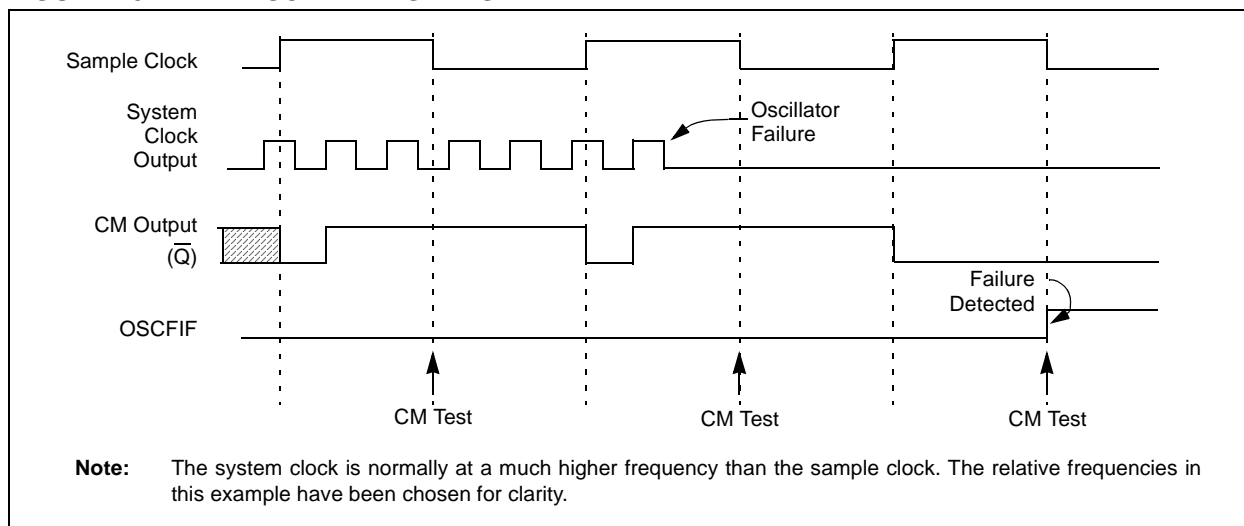 Sample Clock
System
Clock
Output
Oscillator
Failure
CM Output
(Q̅)
Failure
Detected
OSCFIF
CM Test
CM Test
CM Test
Note: The system clock is normally at a much higher frequency than the sample clock. The relative frequencies in
this example have been chosen for clarity.